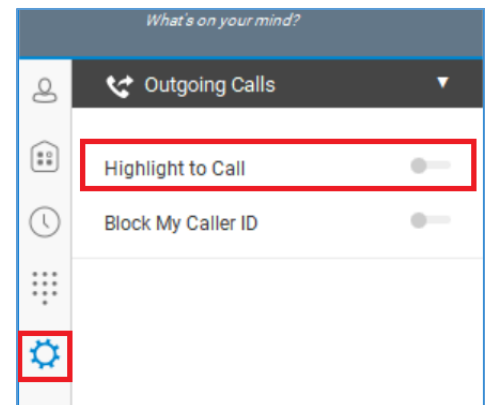 What's on your mind?
Outgoing Calls
Highlight to Call
Block My Caller ID